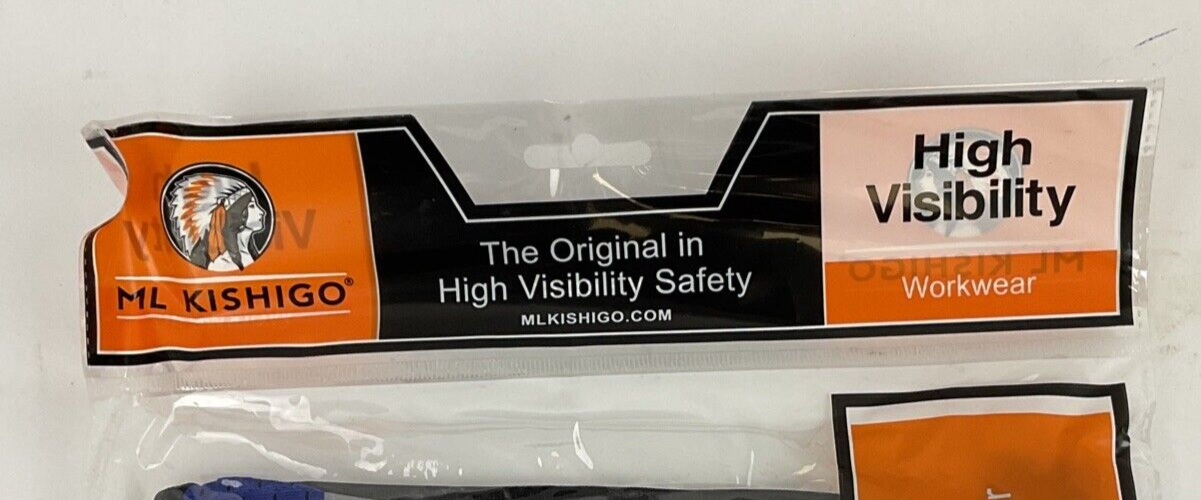 ML KISHIGO®
The Original in
High Visibility Safety
MLKISHIGO.COM
High
Visibility
Workwear